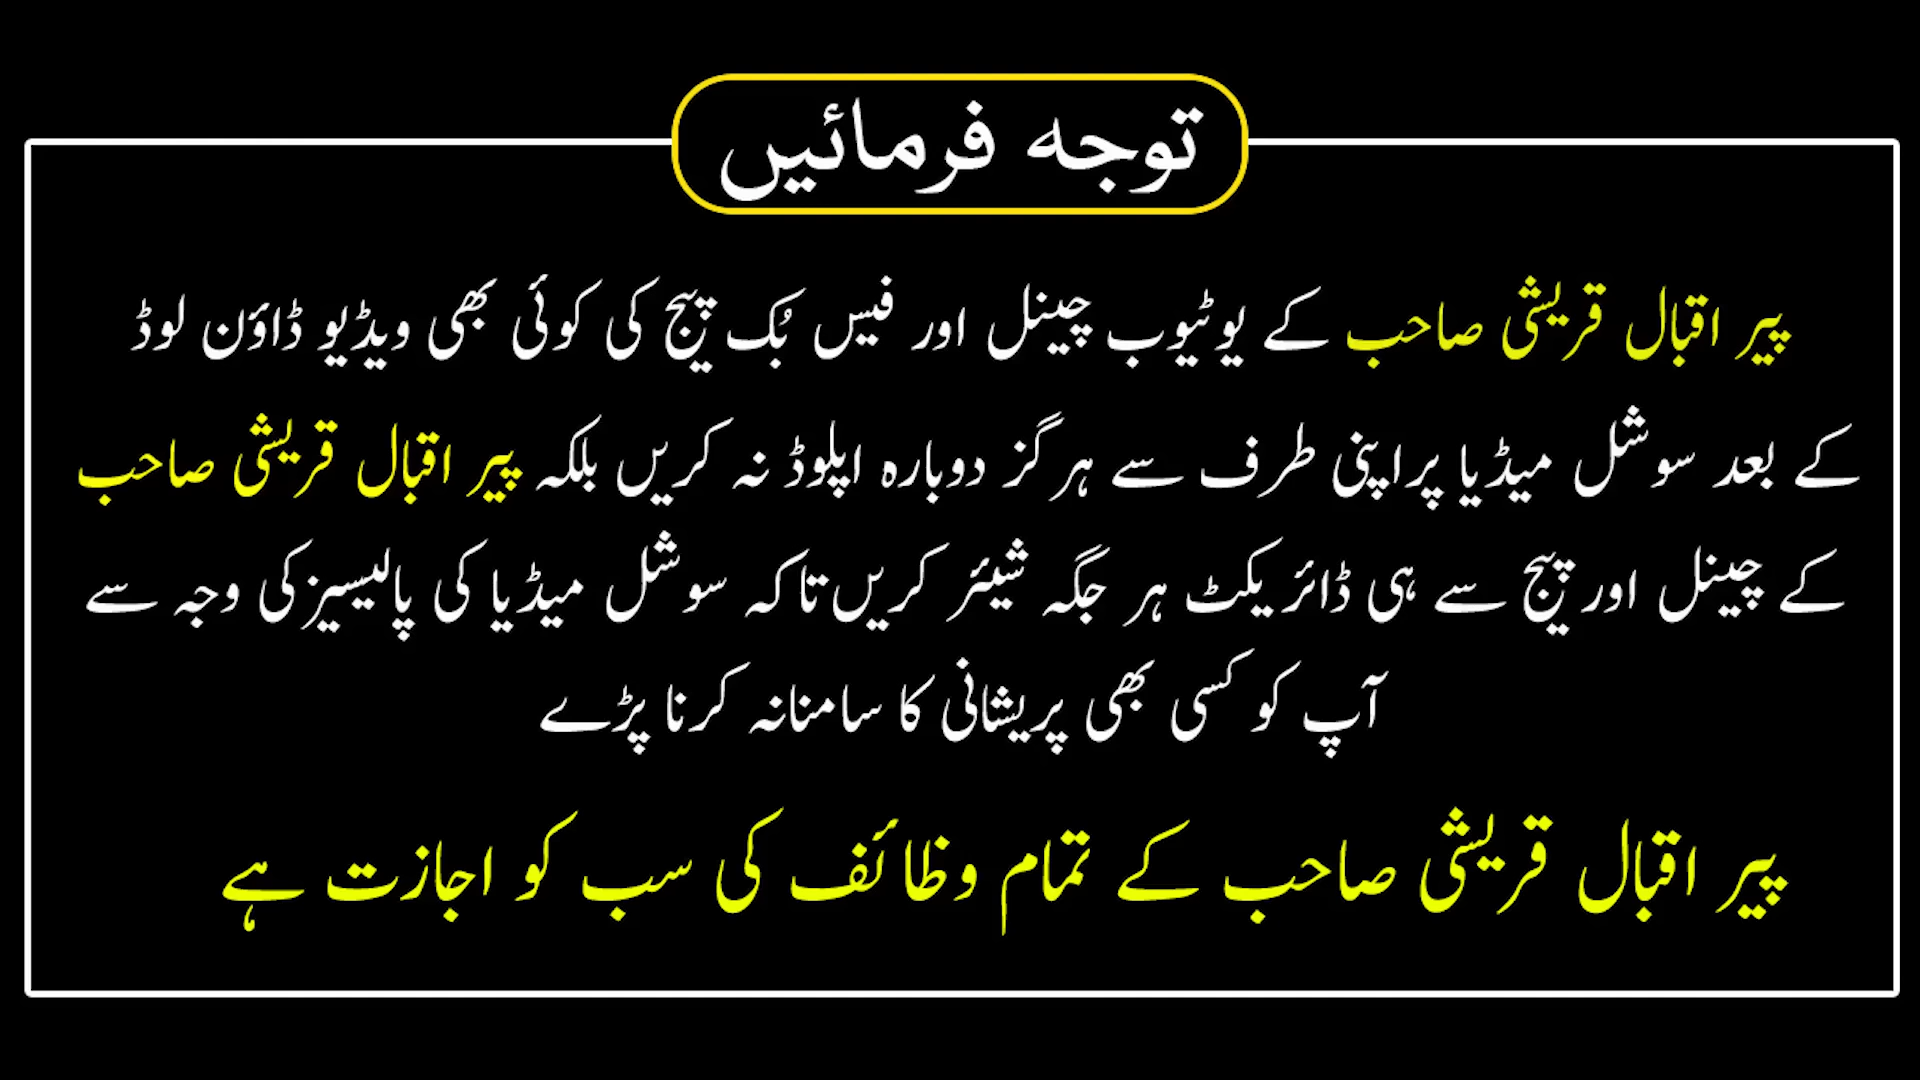 توجہ فرمائیں
پیر اقبال قریشی صاحب کے یوٹیوب چینل اور فیس بُک پیج کی کوئی بھی ویڈیو ڈاؤن لوڈ
کے بعد سوشل میڈیا پر اپنی طرف سے ہرگز دوبارہ اپلوڈ نہ کریں بلکہ پیر اقبال قریشی صاحب
کے چینل اور پیج سے ہی ڈائریکٹ ہر جگہ شیئر کریں تاکہ سوشل میڈیا کی پالیسیز کی وجہ سے
آپ کو کسی بھی پریشانی کا سامنا نہ کرنا پڑے
پیر اقبال قریشی صاحب کے تمام وظائف کی سب کو اجازت ہے